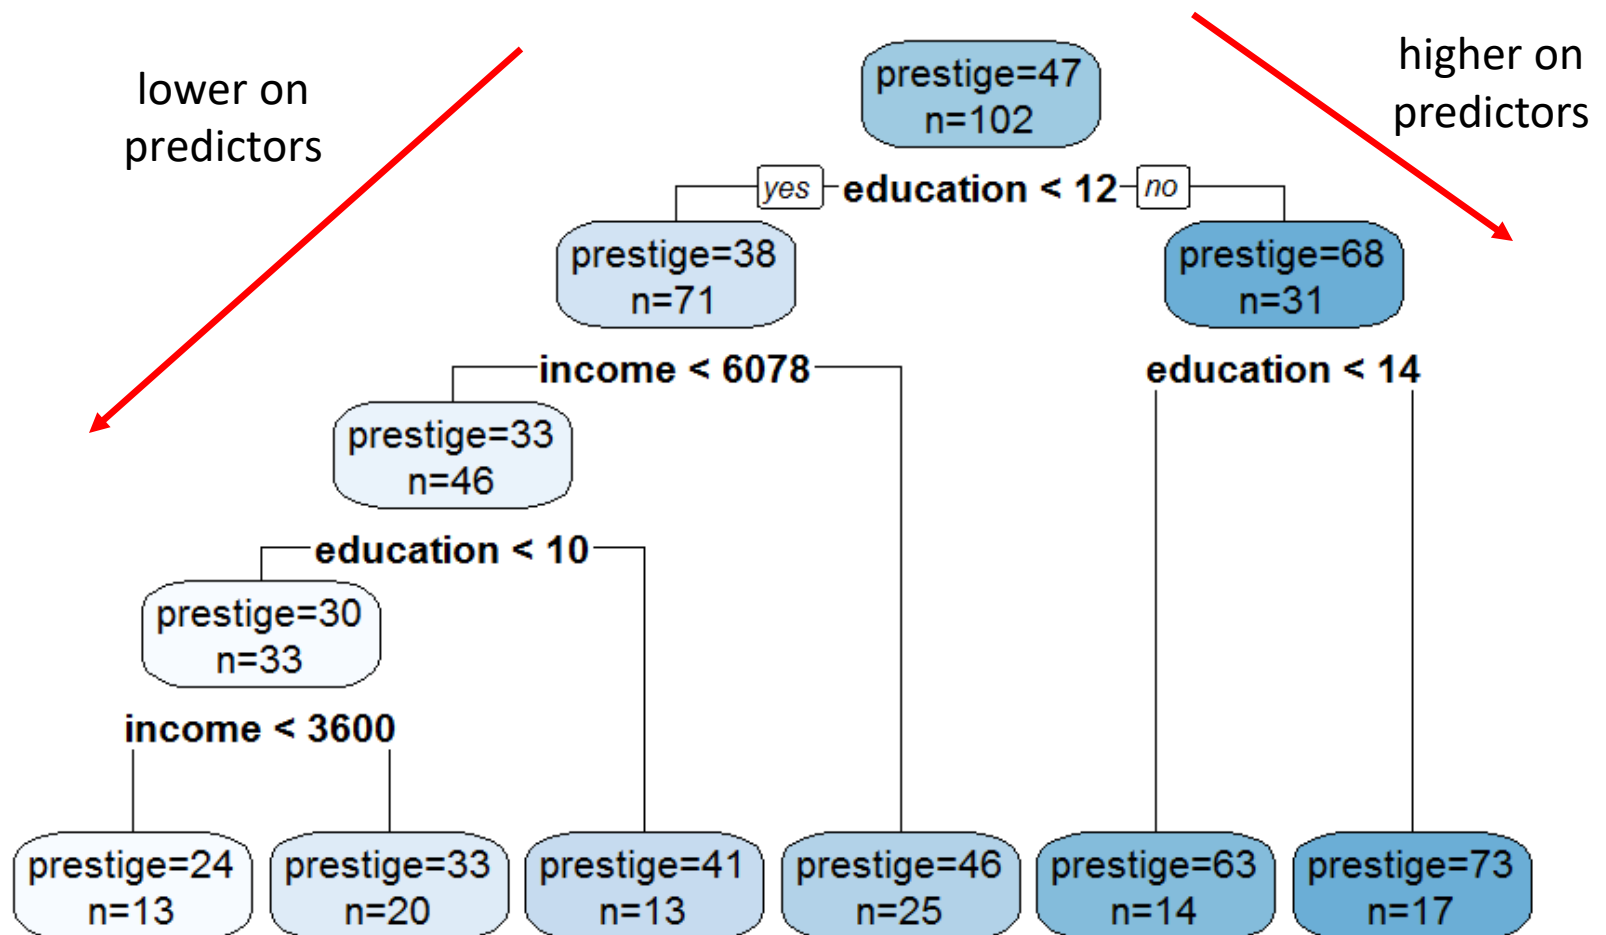 lower on
predictors
higher on
predictors
prestige=47
n=102
yes
education < 12
no
prestige=38
n=71
prestige=68
n=31
income < 6078
education < 14
prestige=33
n=46
education < 10
prestige=30
n=33
income < 3600
prestige=24
n=13
prestige=33
n=20
prestige=41
n=13
prestige=46
n=25
prestige=63
n=14
prestige=73
n=17